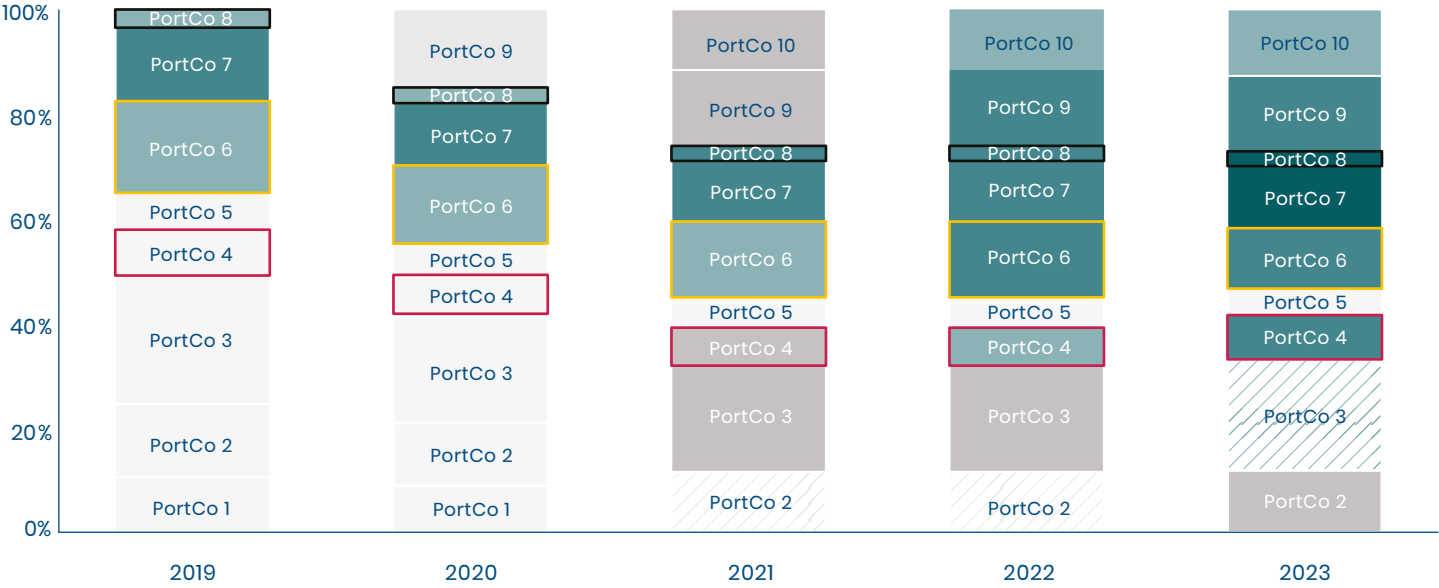 100%
80%
60%
40%
20%
0%
PortCo 8
PortCo 7
PortCo 6
PortCo 5
PortCo 4
PortCo 3
PortCo 2
PortCo 1
2019
PortCo 9
PortCo 8
PortCo 7
PortCo 6
PortCo 5
PortCo 4
PortCo 3
PortCo 2
PortCo 1
2020
PortCo 10
PortCo 9
PortCo 8
PortCo 7
PortCo 6
PortCo 5
PortCo 4
PortCo 3
PortCo 2
2021
PortCo 10
PortCo 9
PortCo 8
PortCo 7
PortCo 6
PortCo 5
PortCo 4
PortCo 3
PortCo 2
2022
PortCo 10
PortCo 9
PortCo 8
PortCo 7
PortCo 6
PortCo 5
PortCo 4
PortCo 3
PortCo 2
2023